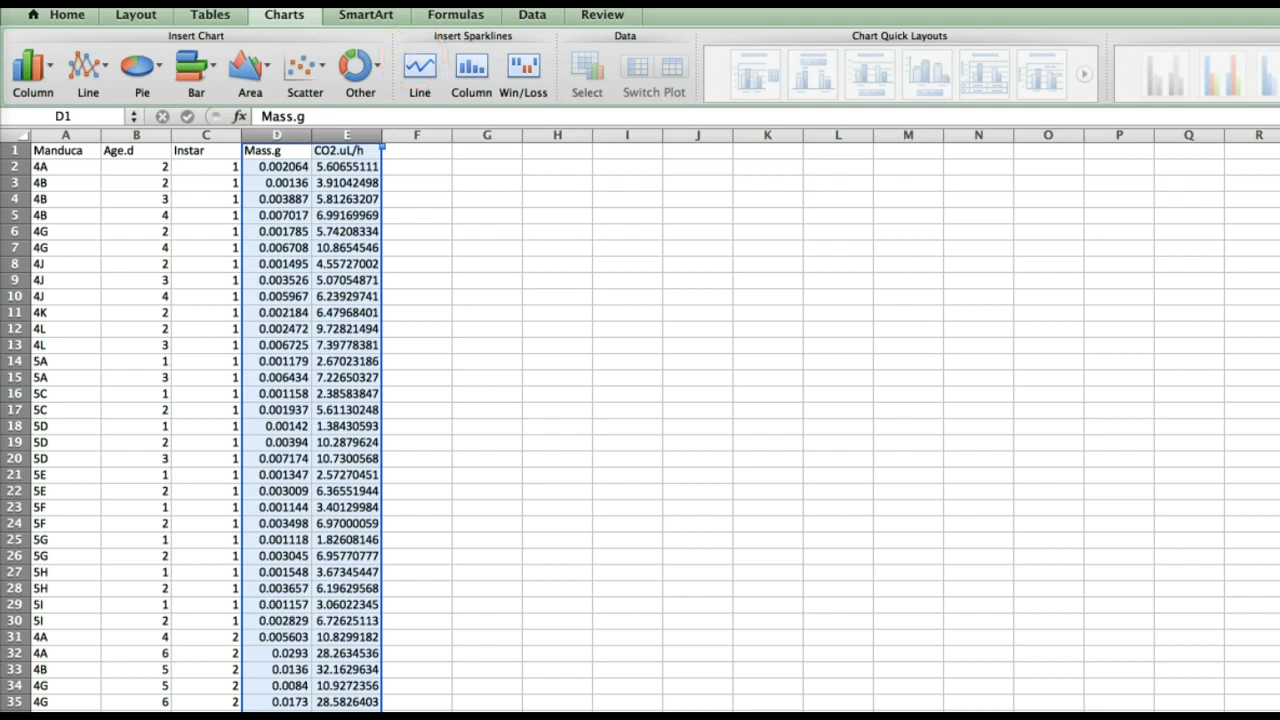 Home Layout Tables Charts SmartArt Formulas Data Review
Insert Chart Insert Sparklines Data Chart Quick Layouts
Column Line Pie Bar Area Scatter Other Line Column Win/Loss Select Switch Plot
D1 fx Mass.g
A B C D E F G H I J K L M N O P Q R
1 Manduca Age.d Instar Mass.g CO2.uL/h
2 4A 2 1 0.002064 5.60655111
3 4B 2 1 0.00136 3.91042498
4 4B 3 1 0.003887 5.81263207
5 4B 4 1 0.007017 6.99169969
6 4G 2 1 0.001785 5.74208334
7 4G 4 1 0.006708 10.8654546
8 4J 2 1 0.001495 4.55727002
9 4J 3 1 0.003526 5.07054871
10 4J 4 1 0.005967 6.23929741
11 4K 2 1 0.002184 6.47968401
12 4L 2 1 0.002472 9.72821494
13 4L 3 1 0.006725 7.39778381
14 5A 1 1 0.001179 2.67023186
15 5A 3 1 0.006434 7.22650327
16 5C 1 1 0.001158 2.38583847
17 5C 2 1 0.001937 5.61130248
18 5D 1 1 0.00142 1.38430593
19 5D 2 1 0.00394 10.2879624
20 5D 3 1 0.007174 10.7300568
21 5E 1 1 0.001347 2.57270451
22 5E 2 1 0.003009 6.36551944
23 5F 1 1 0.001144 3.40129984
24 5F 2 1 0.003498 6.97000059
25 5G 1 1 0.001118 1.82608146
26 5G 2 1 0.003045 6.95770777
27 5H 1 1 0.001548 3.67345447
28 5H 2 1 0.003657 6.19629568
29 5I 1 1 0.001157 3.06022345
30 5I 2 1 0.002829 6.72625113
31 4A 4 2 0.005603 10.8299182
32 4A 6 2 0.0293 28.2634536
33 4B 5 2 0.0136 32.1629634
34 4G 5 2 0.0084 10.9272356
35 4G 6 2 0.0173 28.5826403